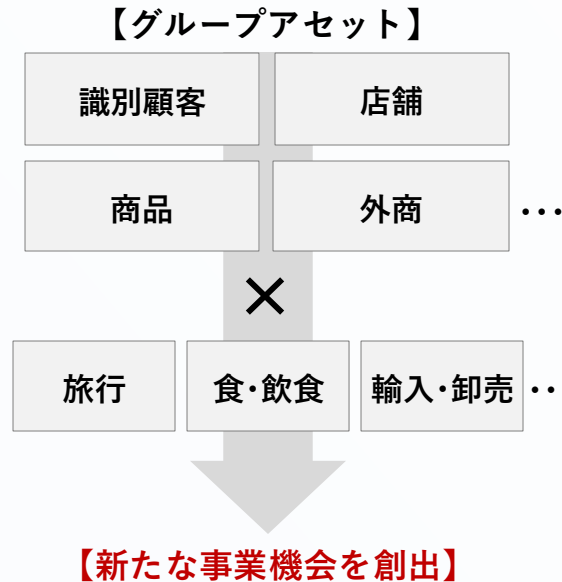 【グループアセット】
識別顧客 店舗
商品 外商 ･･･
×
旅行 食･飲食 輸入･卸売 ･･
【新たな事業機会を創出】